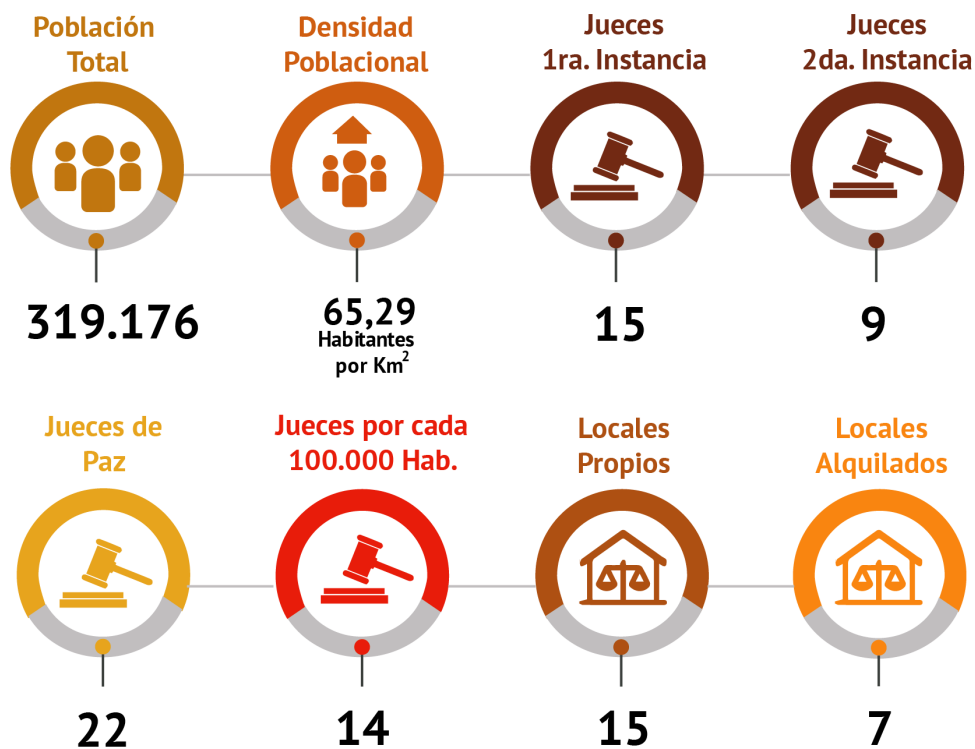 Población
Total
Densidad
Poblacional
Jueces
1ra. Instancia
Jueces
2da. Instancia
319.176
65,29
Habitantes
por Km²
15
9
Jueces de
Paz
Jueces por cada
100.000 Hab.
Locales
Propios
Locales
Alquilados
22
14
15
7